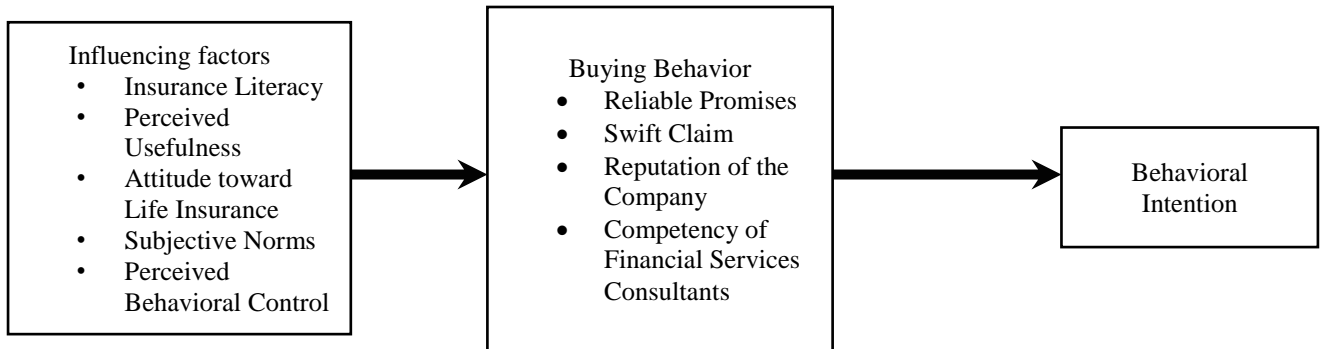 Influencing factors
• Insurance Literacy
• Perceived
Usefulness
• Attitude toward
Life Insurance
• Subjective Norms
• Perceived
Behavioral Control
Buying Behavior
• Reliable Promises
• Swift Claim
• Reputation of the
Company
• Competency of
Financial Services
Consultants
Behavioral
Intention